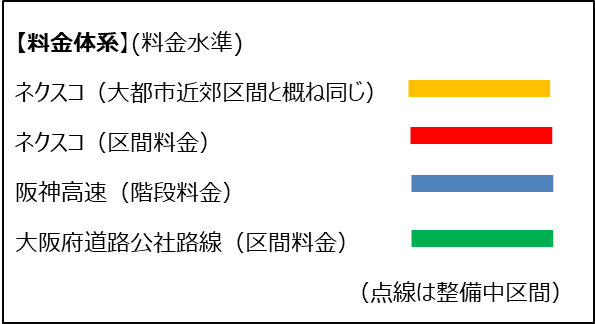 【料金体系】(料金水準)
ネクスコ（大都市近郊区間と概ね同じ）
ネクスコ（区間料金）
阪神高速（階段料金）
大阪府道路公社路線（区間料金）
（点線は整備中区間）